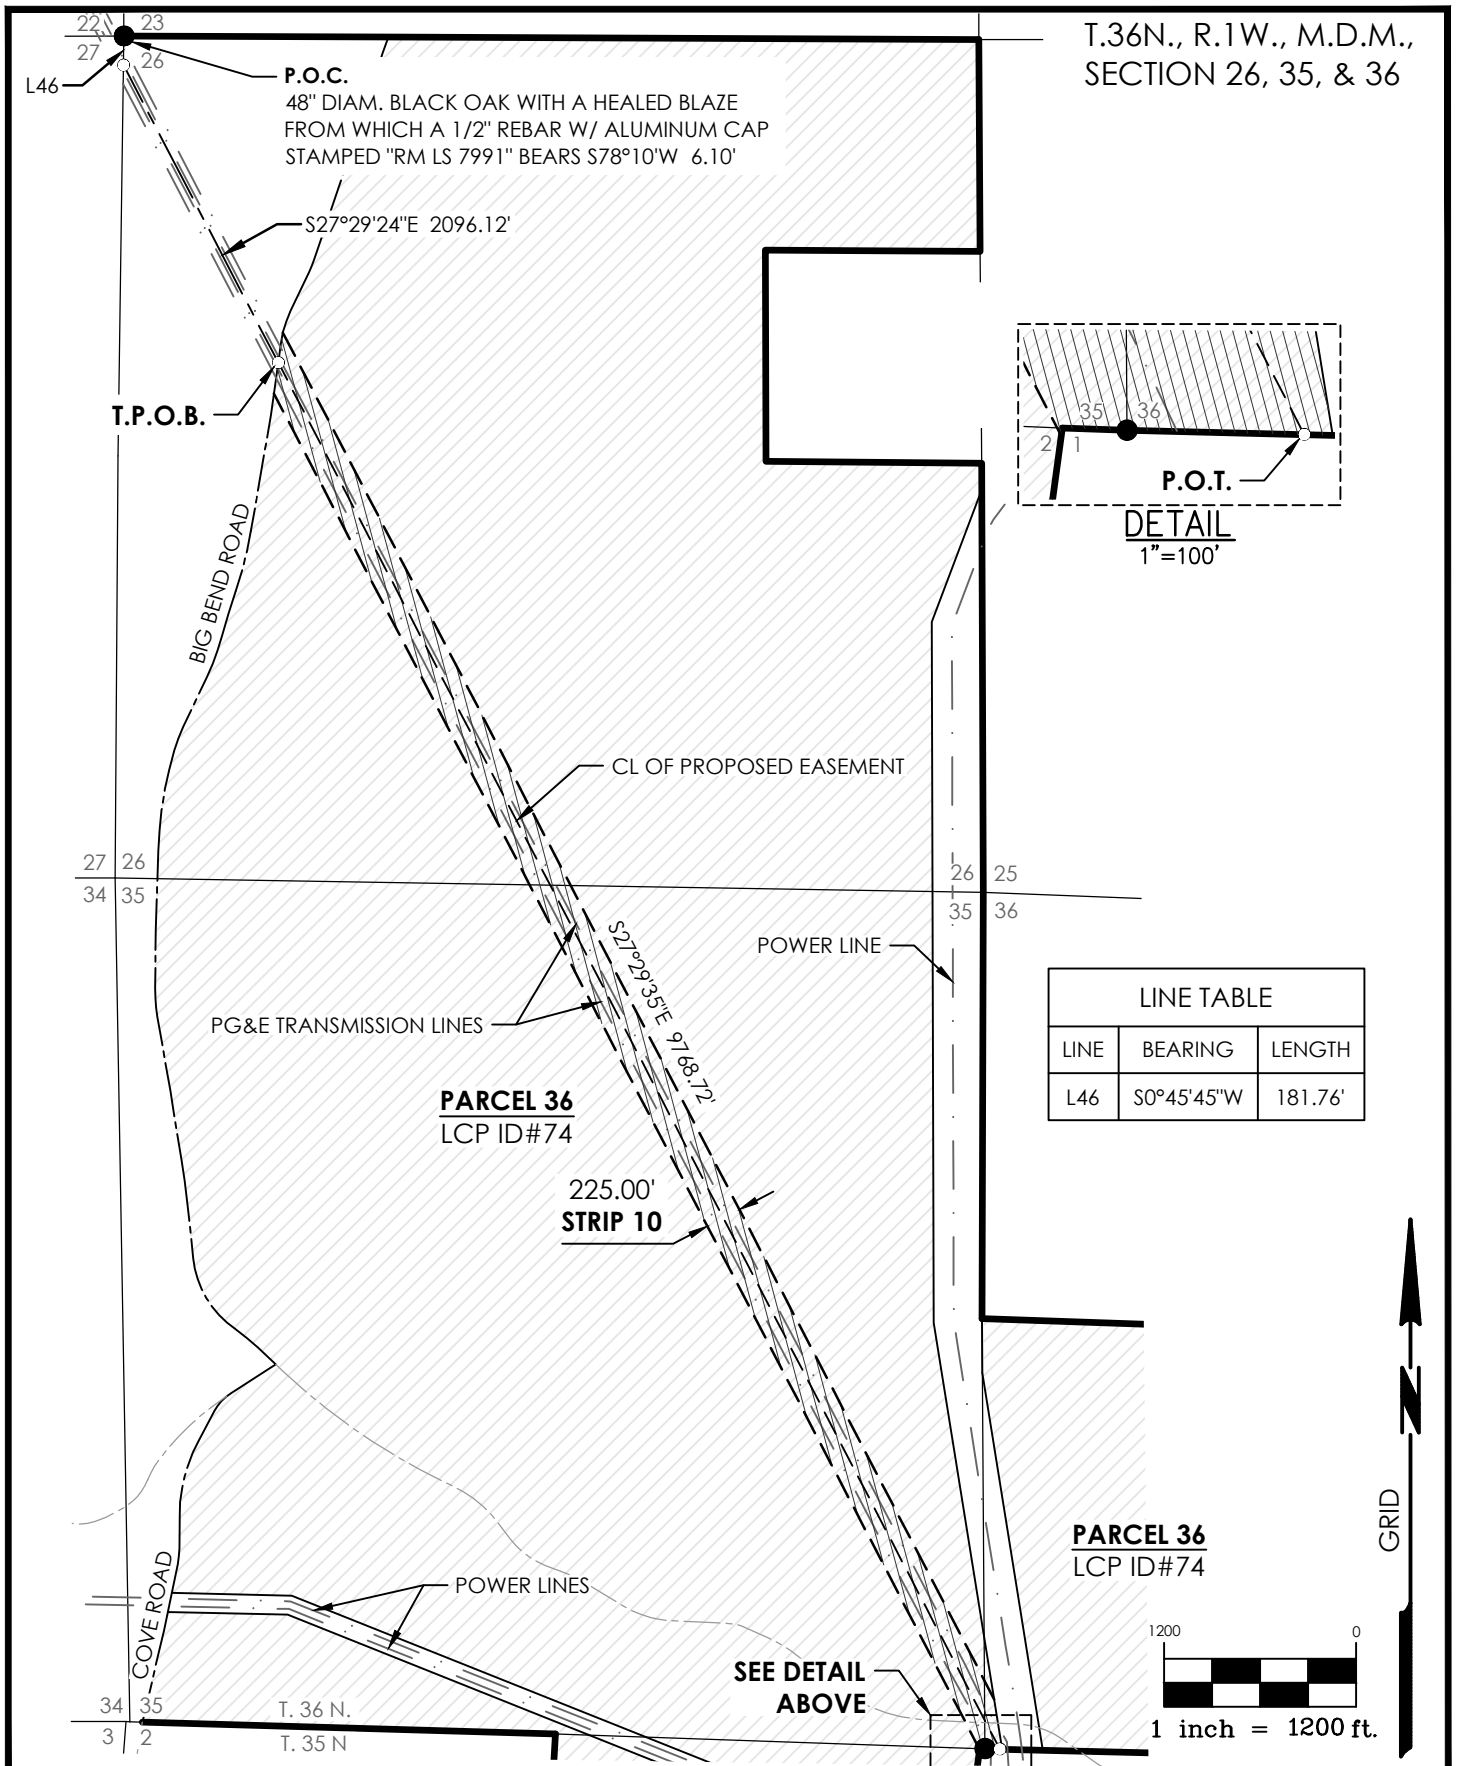 T.36N., R.1W., M.D.M.,
SECTION 26, 35, & 36
22 23
27 26
L46
P.O.C.
48" DIAM. BLACK OAK WITH A HEALED BLAZE
FROM WHICH A 1/2" REBAR W/ ALUMINUM CAP
STAMPED "RM LS 7991" BEARS S78°10'W 6.10'
S27°29'24"E 2096.12'
T.P.O.B.
BIG BEND ROAD
35 36
2 1
P.O.T.
DETAIL
1"=100'
CL OF PROPOSED EASEMENT
27 26
34 35
26 25
35 36
POWER LINE
S27°29'35"E 9768.72'
PG&E TRANSMISSION LINES
LINE TABLE
LINE BEARING LENGTH
L46 S0°45'45"W 181.76'
PARCEL 36
LCP ID#74
225.00'
STRIP 10
GRID
N
PARCEL 36
LCP ID#74
POWER LINES
COVE ROAD
SEE DETAIL
ABOVE
1200 0
1 inch = 1200 ft.
34 35
3 2
T. 36 N.
T. 35 N